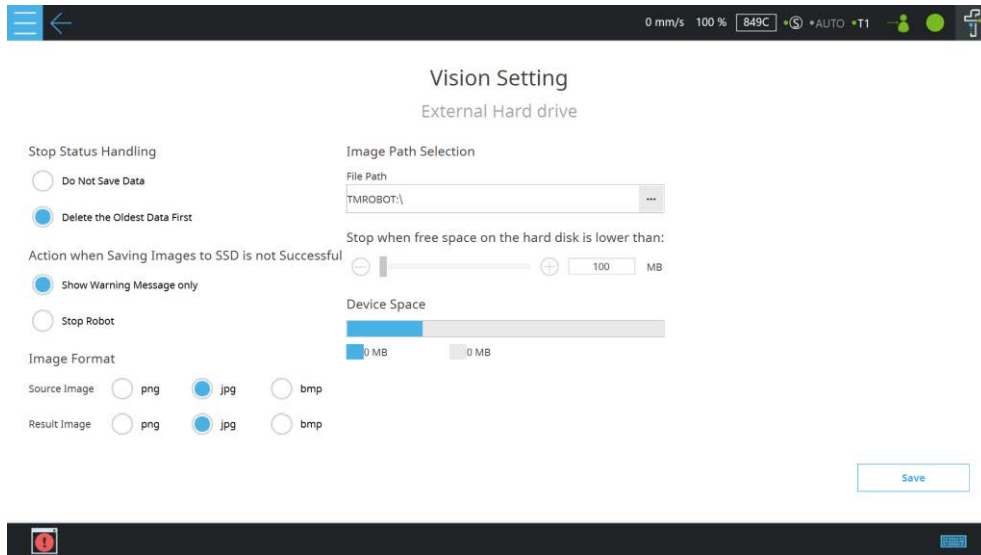 0 mm/s 100 % 849C Ⓢ AUTO T1
Vision Setting
External Hard drive
Stop Status Handling
Do Not Save Data
Delete the Oldest Data First
Action when Saving Images to SSD is not Successful
Show Warning Message only
Stop Robot
Image Format
Source Image png jpg bmp
Result Image png jpg bmp
Image Path Selection
File Path
TMROBOT:\ ...
Stop when free space on the hard disk is lower than:
100 MB
Device Space
0 MB 0 MB
Save